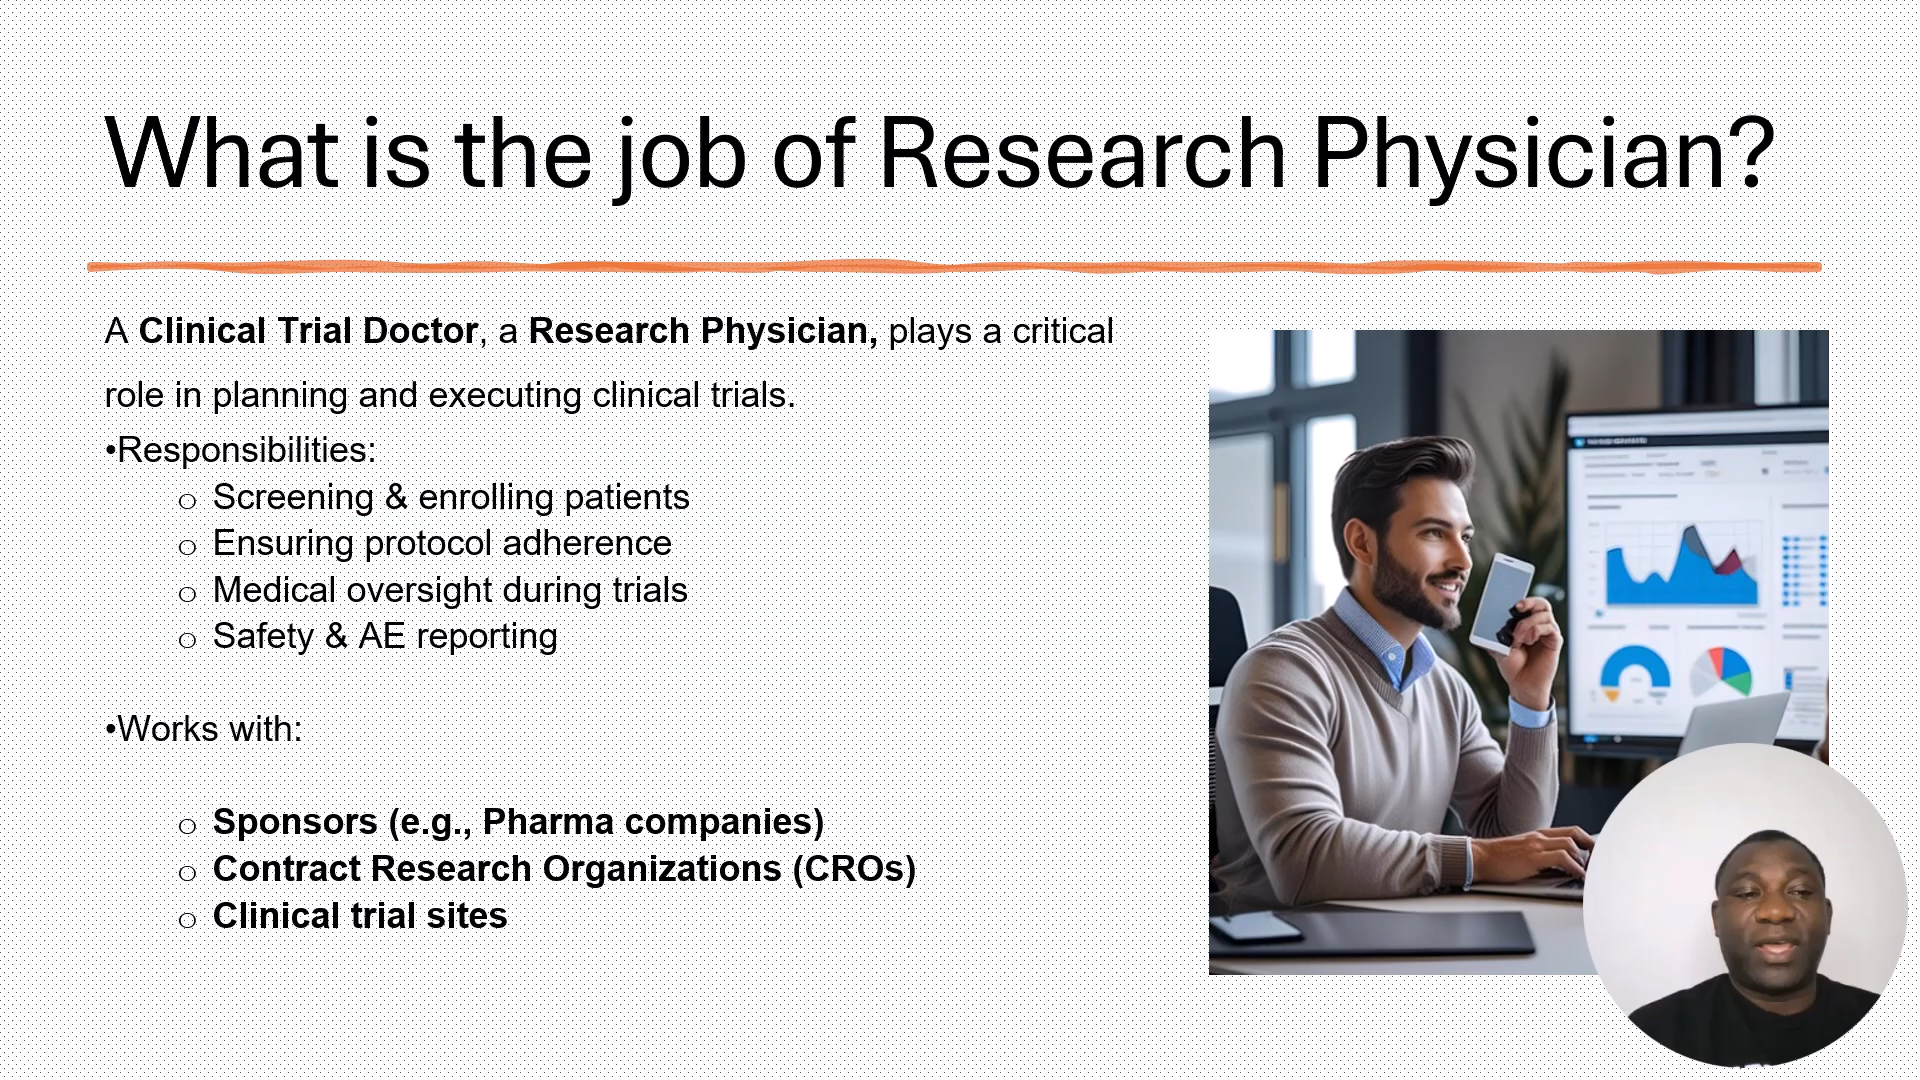 What is the job of Research Physician?
A Clinical Trial Doctor, a Research Physician, plays a critical
role in planning and executing clinical trials.
•Responsibilities:
o Screening & enrolling patients
o Ensuring protocol adherence
o Medical oversight during trials
o Safety & AE reporting
•Works with:
o Sponsors (e.g., Pharma companies)
o Contract Research Organizations (CROs)
o Clinical trial sites